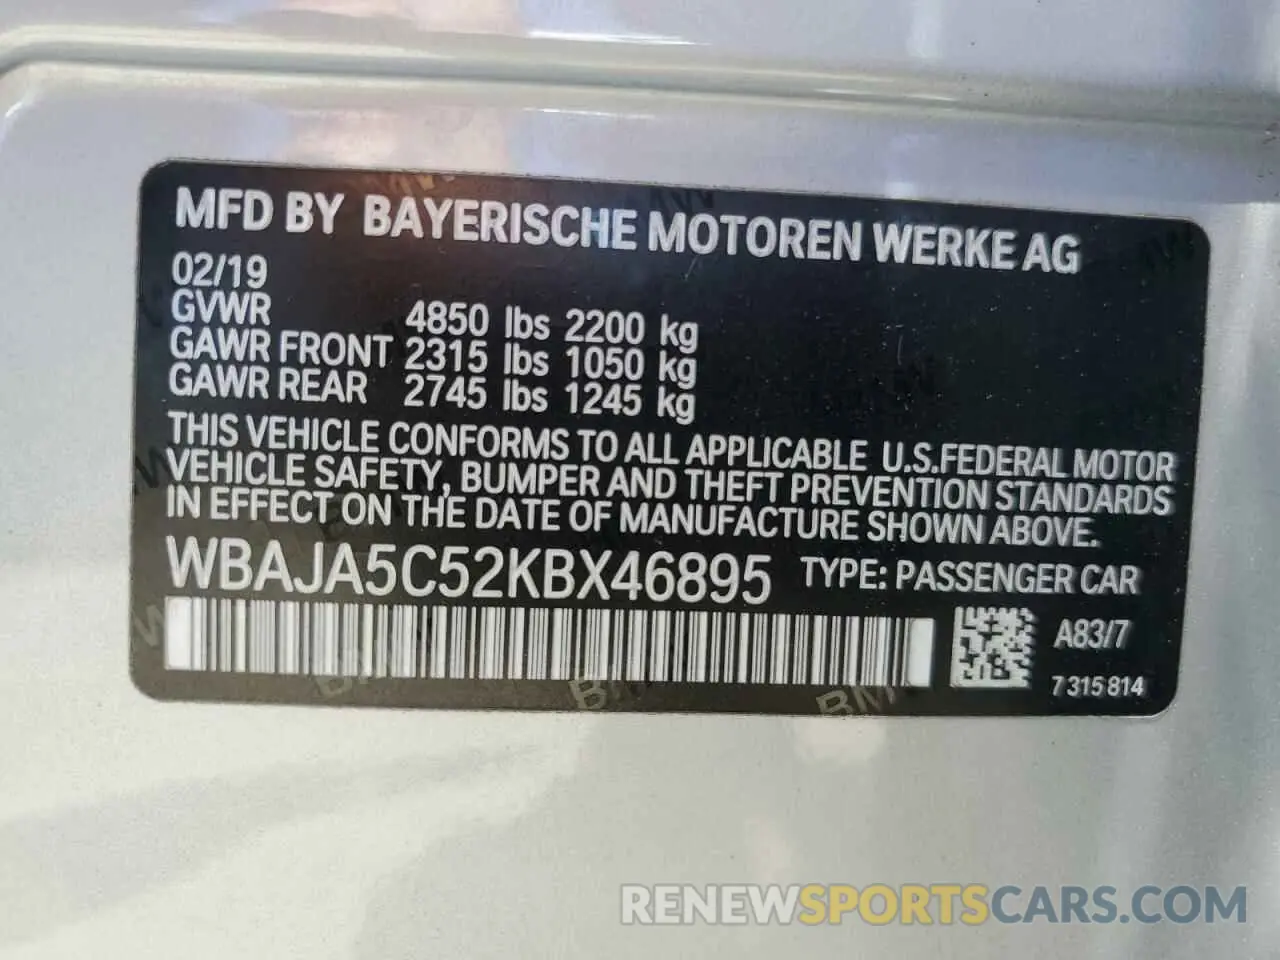 MFD BY BAYERISCHE MOTOREN WERKE AG
02/19
GVWR 4850 lbs 2200 kg
GAWR FRONT 2315 lbs 1050 kg
GAWR REAR 2745 lbs 1245 kg
THIS VEHICLE CONFORMS TO ALL APPLICABLE U.S.FEDERAL MOTOR
VEHICLE SAFETY, BUMPER AND THEFT PREVENTION STANDARDS
IN EFFECT ON THE DATE OF MANUFACTURE SHOWN ABOVE.
WBAJA5C52KBX46895 TYPE: PASSENGER CAR
A83/7
7 315 814
BMW BMW BMW
RENEWSPORTSCARS.COM